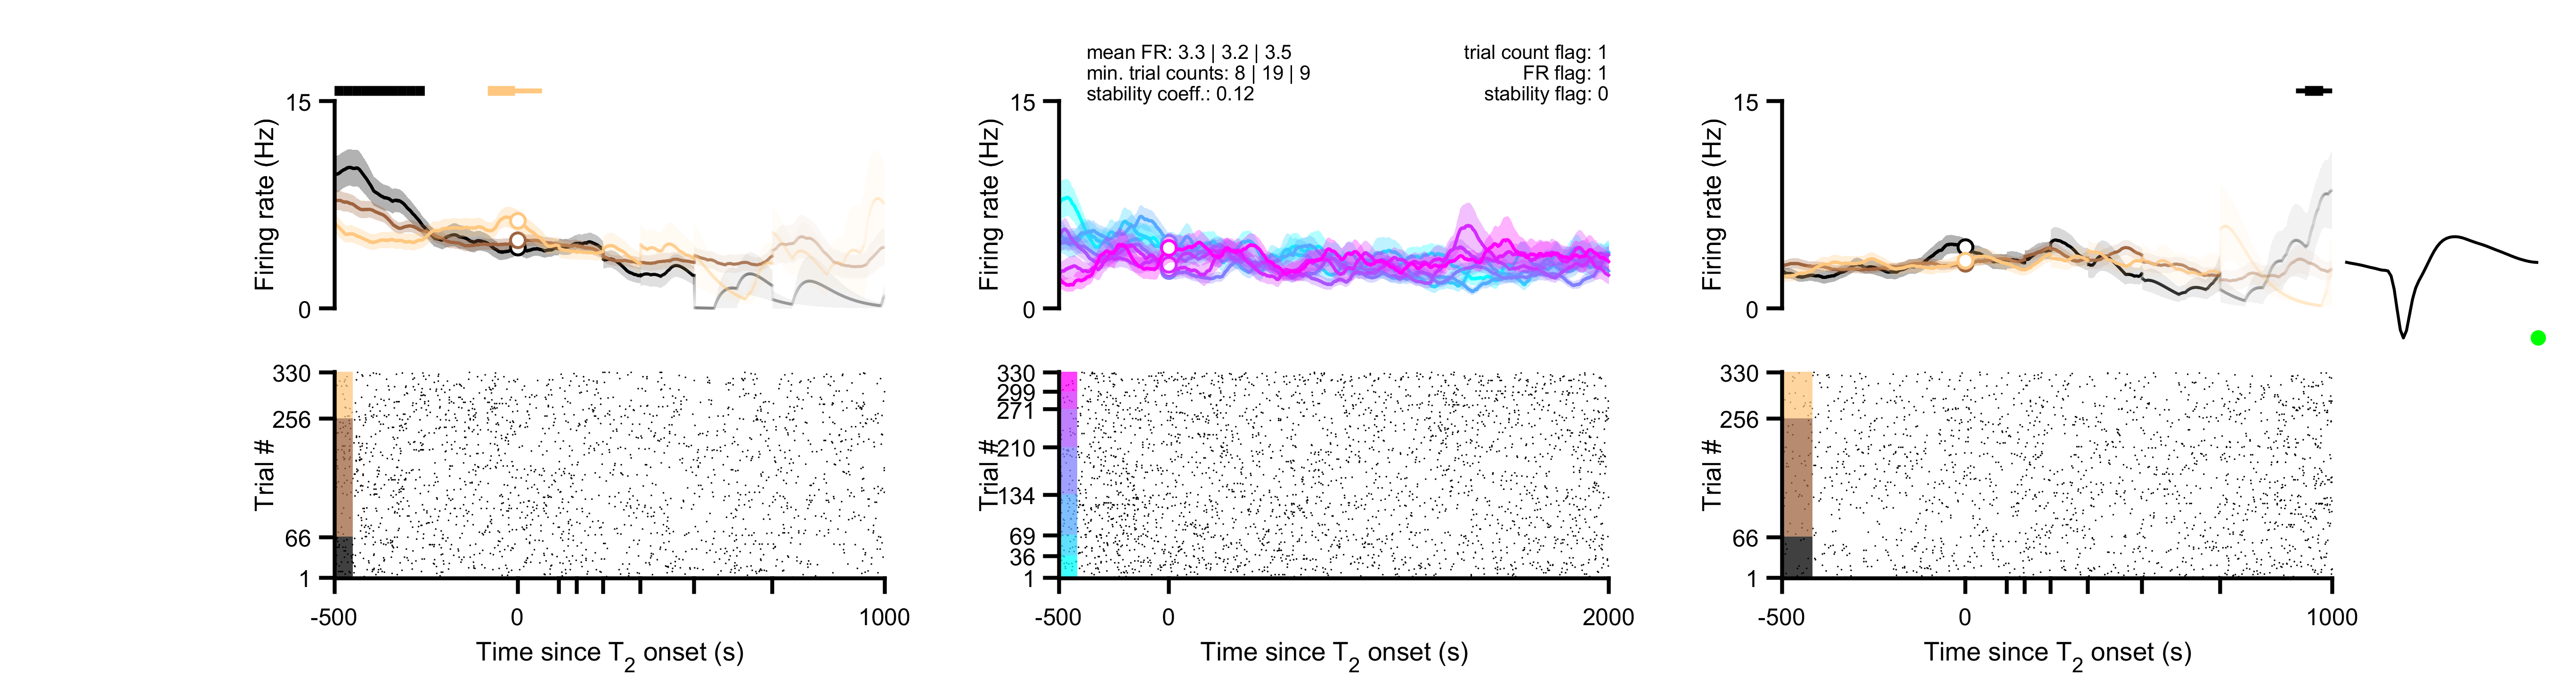 mean FR: 3.3 | 3.2 | 3.5
min. trial counts: 8 | 19 | 9
stability coeff.: 0.12
trial count flag: 1
FR flag: 1
stability flag: 0
15
Firing rate (Hz)
0
15
Firing rate (Hz)
0
15
Firing rate (Hz)
0
330
256
Trial #
66
1
-500
0
1000
Time since T2 onset (s)
330
299
271
210
Trial #
134
69
36
1
-500
0
2000
Time since T2 onset (s)
330
256
Trial #
66
1
-500
0
1000
Time since T2 onset (s)